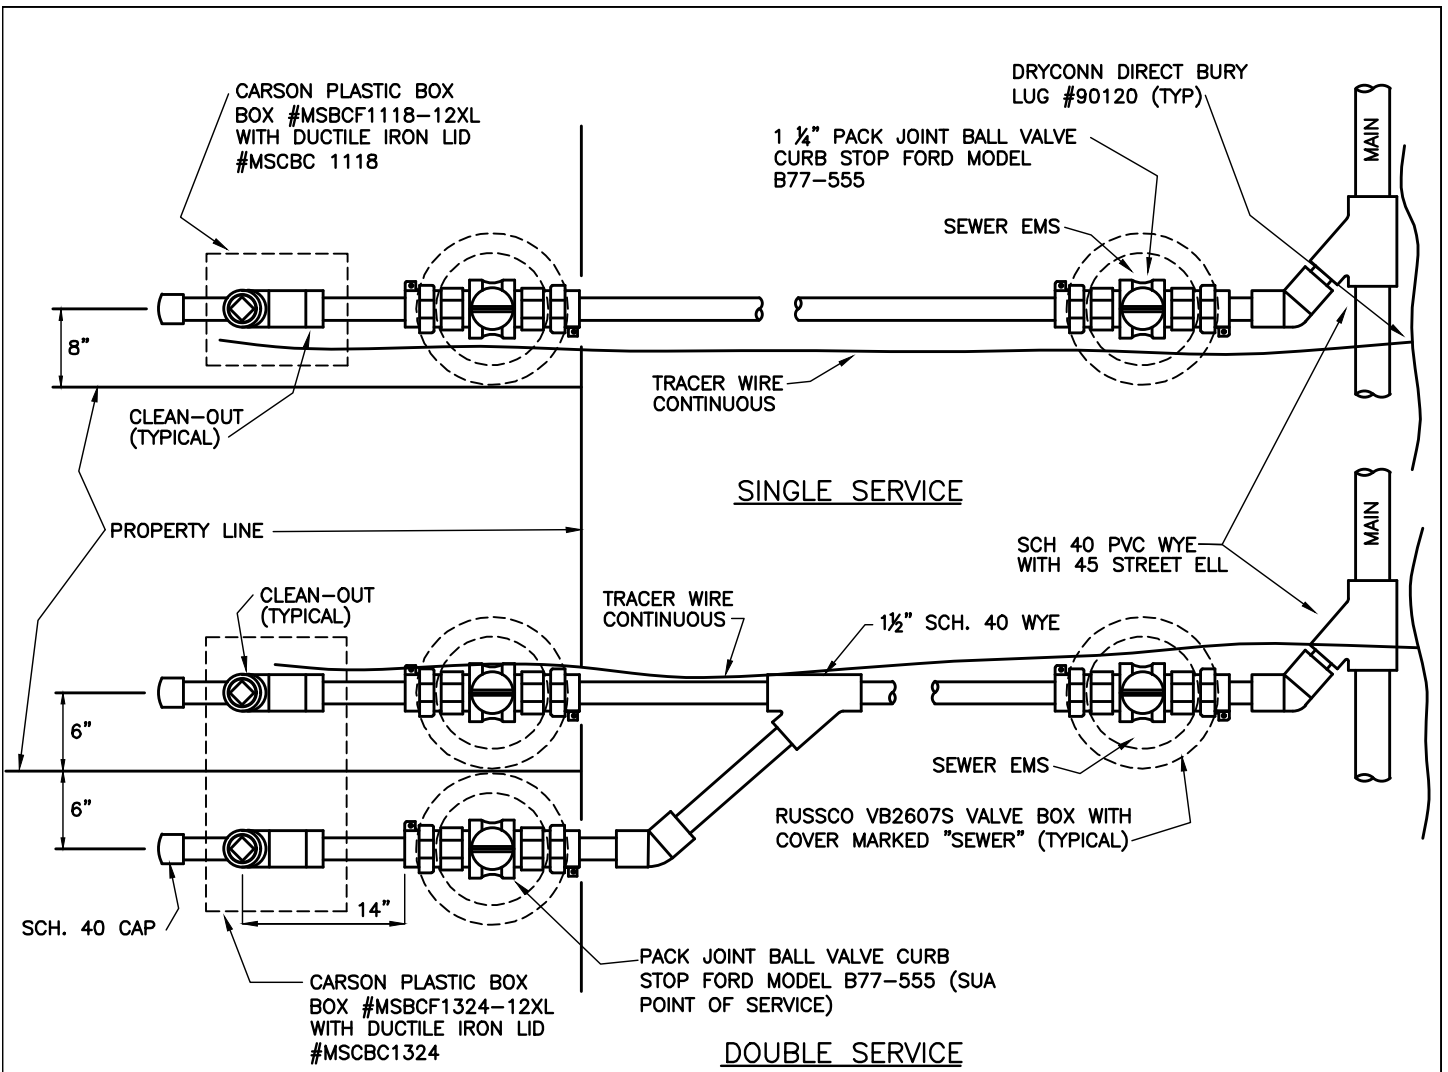 CARSON PLASTIC BOX
BOX #MSBCF1118-12XL
WITH DUCTILE IRON LID
#MSCBC 1118
DRYCONN DIRECT BURY
LUG #90120 (TYP)
1 ¼" PACK JOINT BALL VALVE
CURB STOP FORD MODEL
B77-555
MAIN
SEWER EMS
8"
TRACER WIRE
CONTINUOUS
CLEAN-OUT
(TYPICAL)
SINGLE SERVICE
PROPERTY LINE
MAIN
SCH 40 PVC WYE
WITH 45 STREET ELL
CLEAN-OUT
(TYPICAL)
TRACER WIRE
CONTINUOUS
1½" SCH. 40 WYE
6"
SEWER EMS
6"
RUSSCO VB2607S VALVE BOX WITH
COVER MARKED "SEWER" (TYPICAL)
14"
SCH. 40 CAP
PACK JOINT BALL VALVE CURB
STOP FORD MODEL B77-555 (SUA
POINT OF SERVICE)
CARSON PLASTIC BOX
BOX #MSBCF1324-12XL
WITH DUCTILE IRON LID
#MSCBC1324
DOUBLE SERVICE